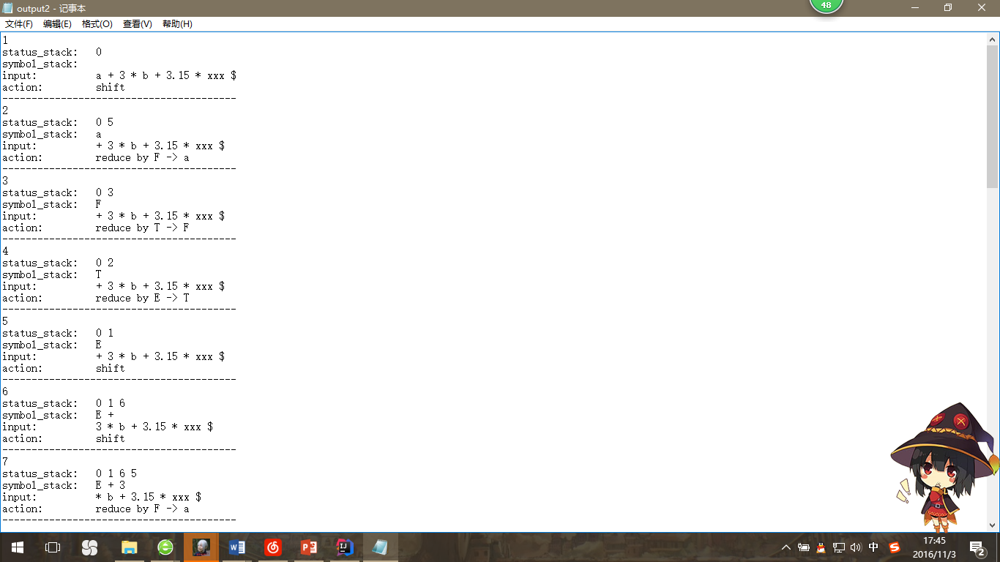 output2 - 记事本
48
文件(F) 编辑(E) 格式(O) 查看(V) 帮助(H)
1
status_stack: 0
symbol_stack:
input: a + 3 * b + 3.15 * xxx $
action: shift
----------------------------------------
2
status_stack: 0 5
symbol_stack: a
input: + 3 * b + 3.15 * xxx $
action: reduce by F -> a
----------------------------------------
3
status_stack: 0 3
symbol_stack: F
input: + 3 * b + 3.15 * xxx $
action: reduce by T -> F
----------------------------------------
4
status_stack: 0 2
symbol_stack: T
input: + 3 * b + 3.15 * xxx $
action: reduce by E -> T
----------------------------------------
5
status_stack: 0 1
symbol_stack: E
input: + 3 * b + 3.15 * xxx $
action: shift
----------------------------------------
6
status_stack: 0 1 6
symbol_stack: E +
input: 3 * b + 3.15 * xxx $
action: shift
----------------------------------------
7
status_stack: 0 1 6 5
symbol_stack: E + 3
input: * b + 3.15 * xxx $
action: reduce by F -> a
----------------------------------------
中
17:45
2016/11/3
2